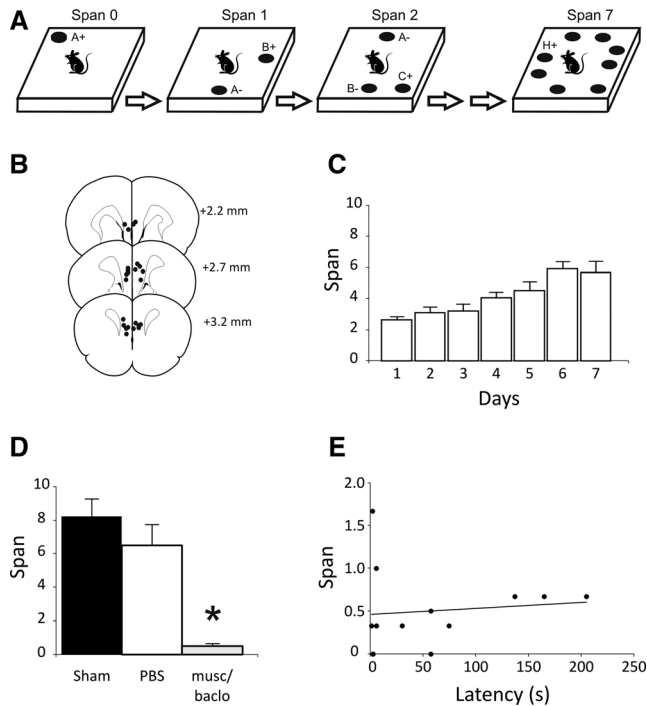 A
Span 0
Span 1
Span 2
Span 7
A+
B+
A-
A-
B-
C+
H+
B
+2.2 mm
+2.7 mm
+3.2 mm
C
10
8
6
4
2
0
Span
1 2 3 4 5 6 7
Days
D
10
8
6
4
2
0
Span
*
Sham
PBS
musc/
baclo
E
2.0
1.5
1.0
0.5
0
Span
0 50 100 150 200 250
Latency (s)